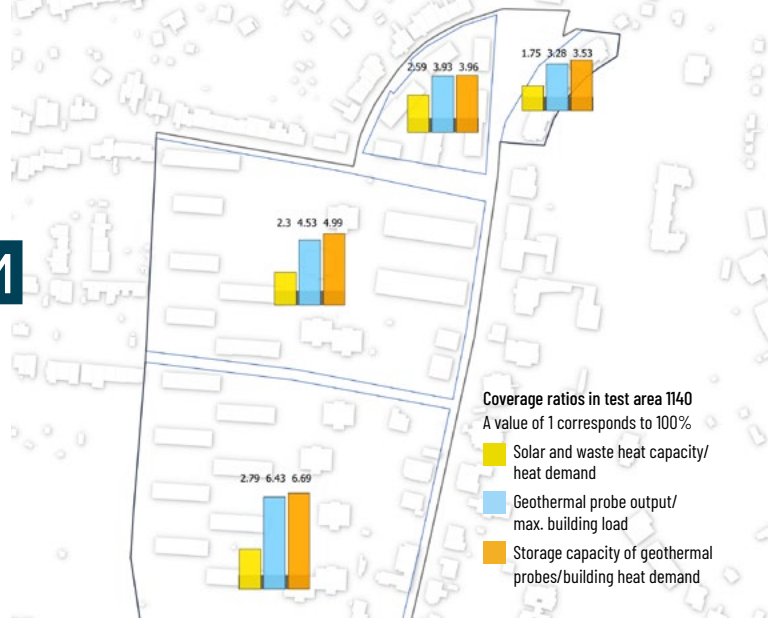 1.75 3.28 3.53
2.59 3.93 3.96
2.3 4.53 4.99
M
Coverage ratios in test area 1140
A value of 1 corresponds to 100%
Solar and waste heat capacity/
heat demand
Geothermal probe output/
max. building load
Storage capacity of geothermal
probes/building heat demand
2.79 6.43 6.69